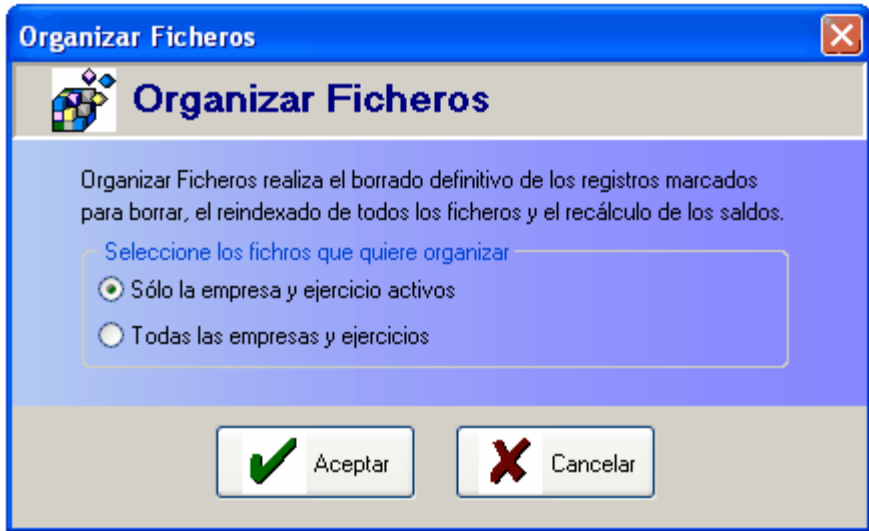 Organizar Ficheros
Organizar Ficheros
Organizar Ficheros realiza el borrado definitivo de los registros marcados
para borrar, el reindexado de todos los ficheros y el recálculo de los saldos.
Seleccione los fichros que quiere organizar
Sólo la empresa y ejercicio activos
Todas las empresas y ejercicios
Aceptar
Cancelar